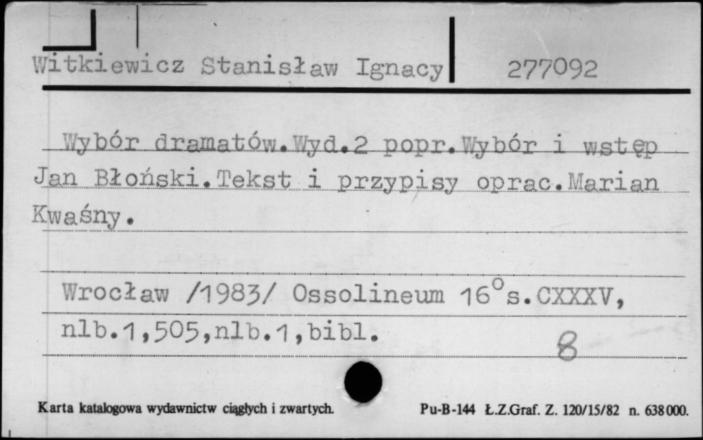 Witkiewicz Stanisław Ignacy 277092
Wybór dramatów.Wyd.2 popr.Wybór i wstęp
Jan Błoński.Tekst i przypisy oprac.Marian
Kwaśny.
Wrocław /1983/ Ossolineum 16°s.CXXXV,
nlb.1,505,nlb.1,bibl.
8
Karta katalogowa wydawnictw ciągłych i zwartych. Pu-B-144 Ł.Z.Graf. Z. 120/15/82 n. 638000.